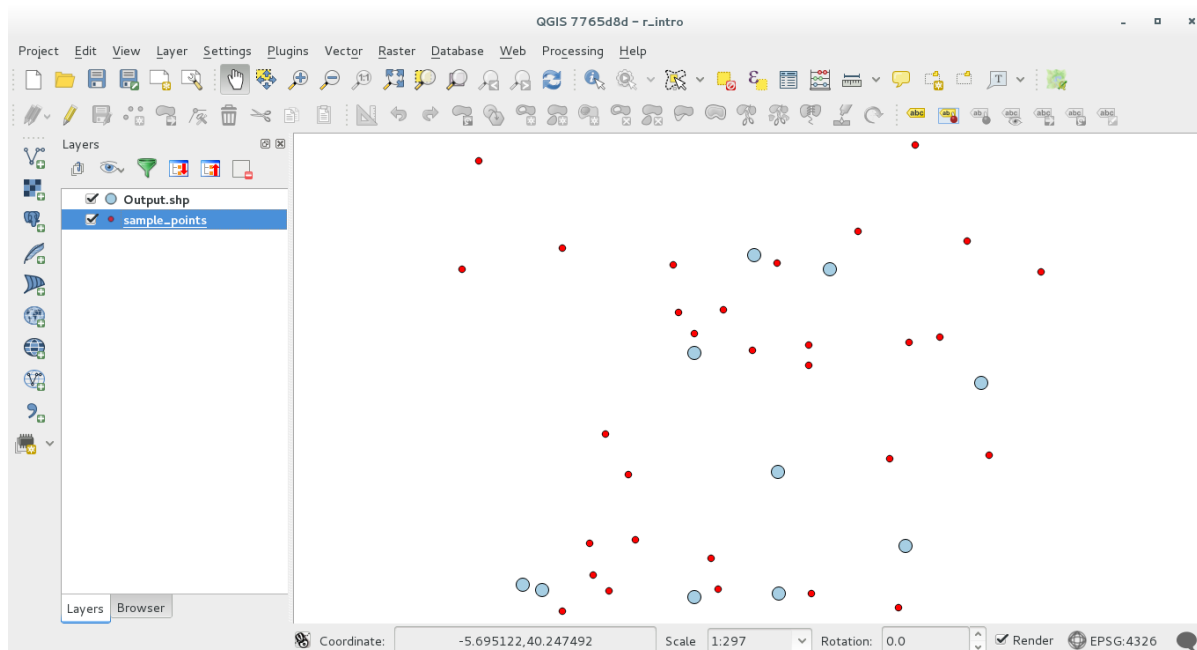 QGIS 7765d8d - r_intro
Project Edit View Layer Settings Plugins Vector Raster Database Web Processing Help
Layers
Output.shp
sample_points
Layers Browser
Coordinate: -5.695122,40.247492 Scale 1:297 Rotation: 0.0 Render EPSG:4326